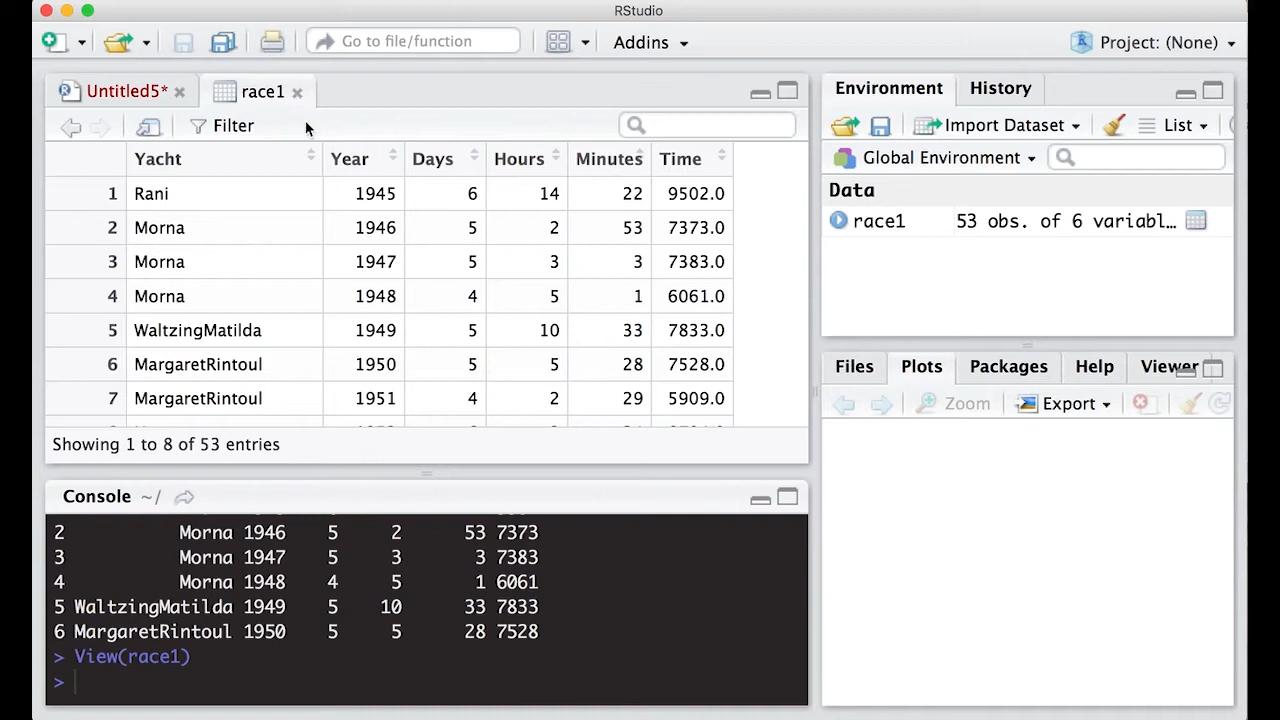 RStudio
Go to file/function
Addins
Project: (None)
Untitled5*
race1
Filter
Yacht Year Days Hours Minutes Time
1 Rani 1945 6 14 22 9502.0
2 Morna 1946 5 2 53 7373.0
3 Morna 1947 5 3 3 7383.0
4 Morna 1948 4 5 1 6061.0
5 WaltzingMatilda 1949 5 10 33 7833.0
6 MargaretRintoul 1950 5 5 28 7528.0
7 MargaretRintoul 1951 4 2 29 5909.0
Showing 1 to 8 of 53 entries
Console ~/
2 Morna 1946 5 2 53 7373
3 Morna 1947 5 3 3 7383
4 Morna 1948 4 5 1 6061
5 WaltzingMatilda 1949 5 10 33 7833
6 MargaretRintoul 1950 5 5 28 7528
> View(race1)
>
Environment History
Import Dataset List
Global Environment
Data
race1 53 obs. of 6 variabl…
Files Plots Packages Help Viewer
Zoom Export